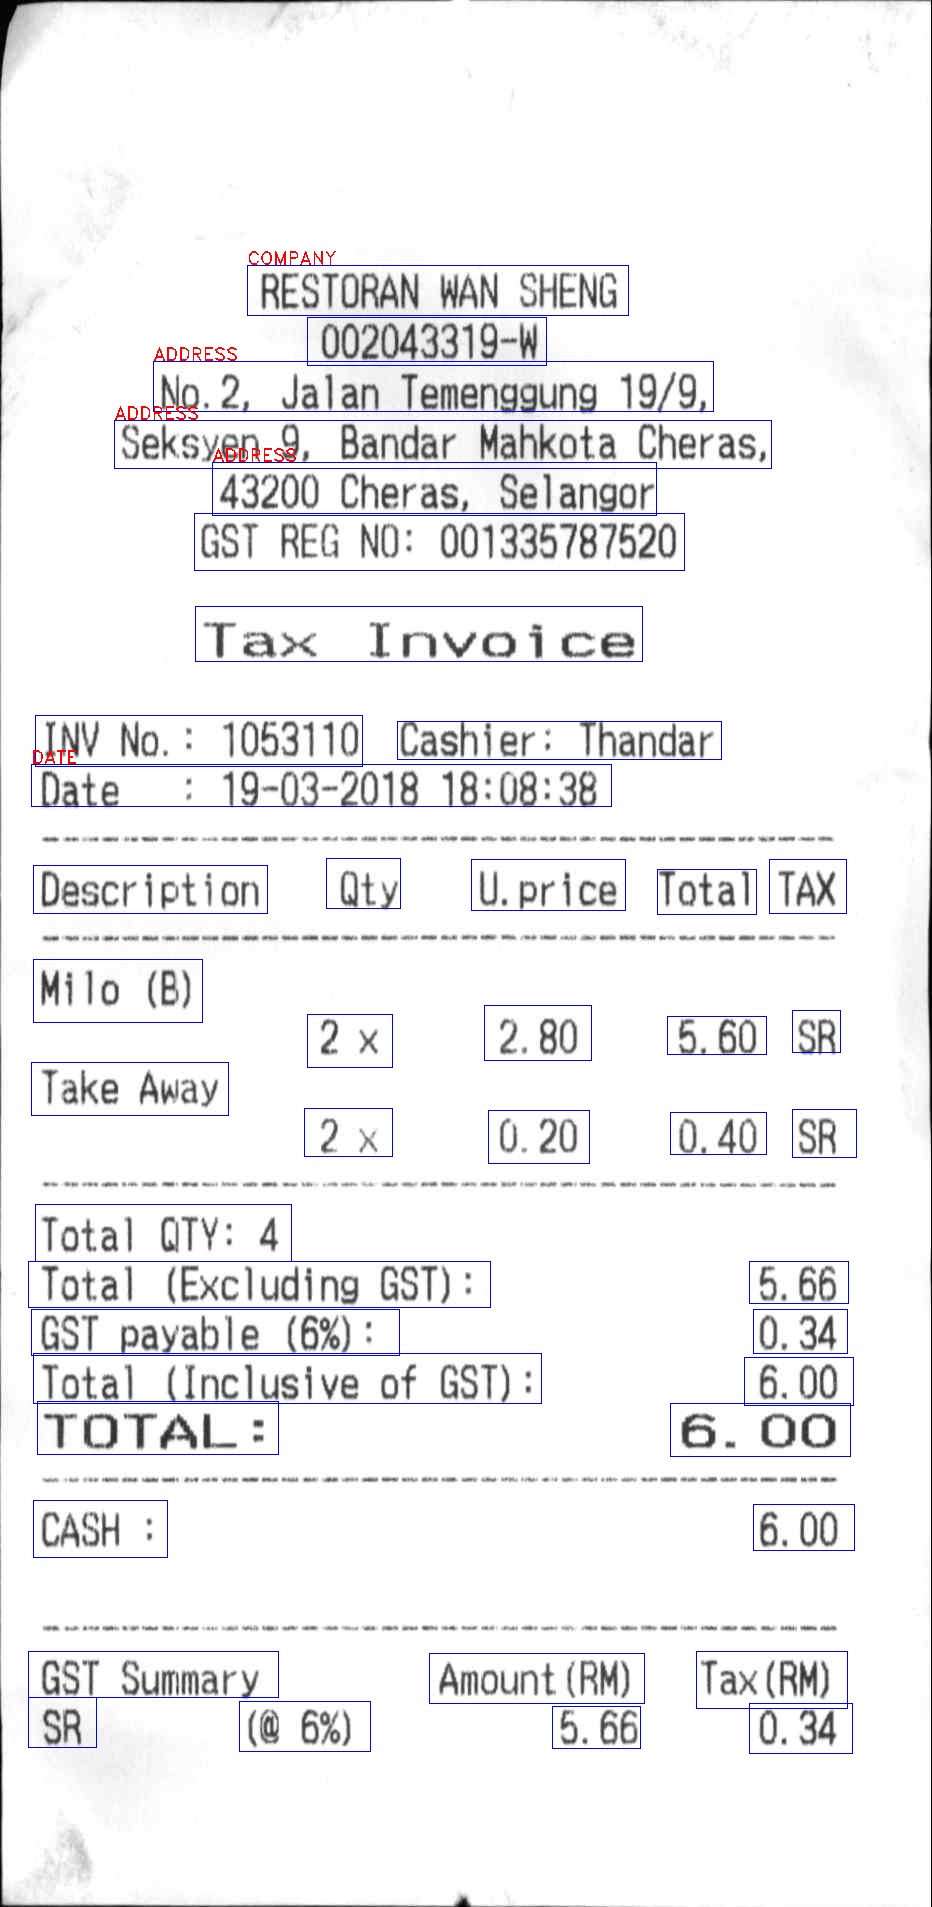 COMPANY
RESTORAN WAN SHENG
002043319-W
ADDRESS
No.2, Jalan Temenggung 19/9,
ADDRESS
Seksyen 9, Bandar Mahkota Cheras,
ADDRESS
43200 Cheras, Selangor
GST REG NO: 001335787520
Tax Invoice
INV No.: 1053110 Cashier: Thandar
DATE
Date : 19-03-2018 18:08:38
Description Qty U.price Total TAX
Milo (B)
2 x 2.80 5.60 SR
Take Away
2 x 0.20 0.40 SR
Total QTY: 4
Total (Excluding GST): 5.66
GST payable (6%): 0.34
Total (Inclusive of GST): 6.00
TOTAL: 6.00
CASH : 6.00
GST Summary Amount(RM) Tax(RM)
SR (@ 6%) 5.66 0.34